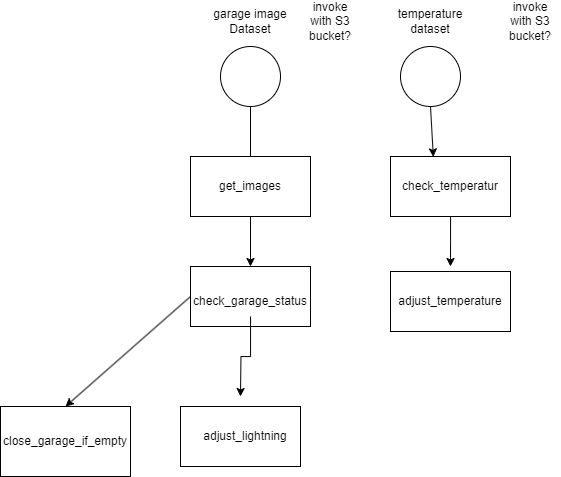 garage image
Dataset
invoke
with S3
bucket?
temperature
dataset
invoke
with S3
bucket?
get_images
check_temperatur
check_garage_status
adjust_temperature
close_garage_if_empty
adjust_lightning